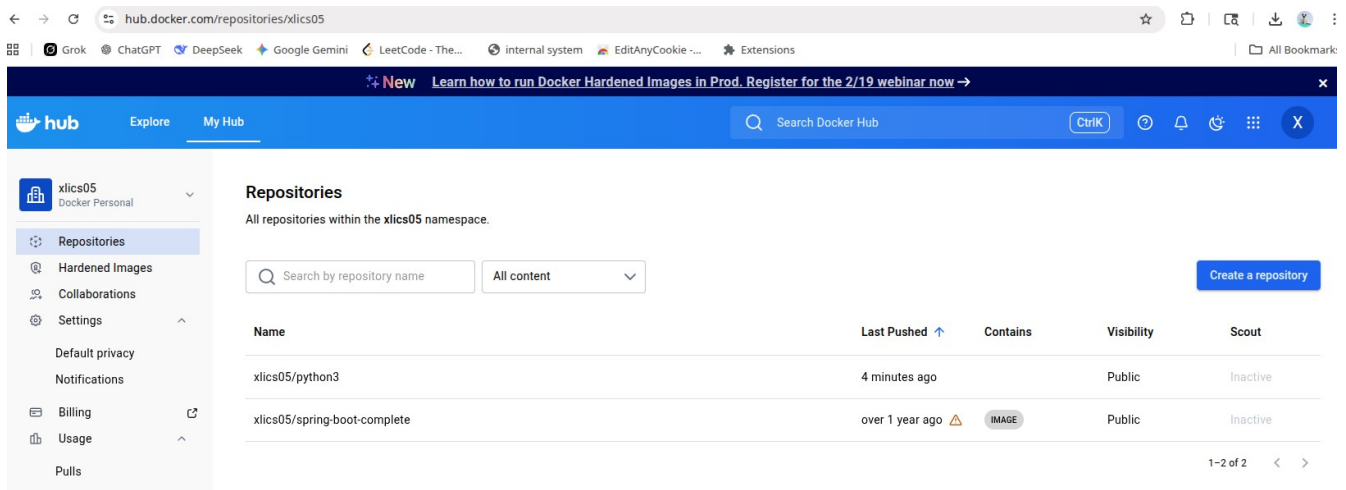 hub.docker.com/repositories/xlics05
Grok ChatGPT DeepSeek Google Gemini LeetCode - The... internal system EditAnyCookie -... Extensions All Bookmarks
New Learn how to run Docker Hardened Images in Prod. Register for the 2/19 webinar now → ×
hub Explore My Hub Search Docker Hub CtrlK X
xlics05
Docker Personal
Repositories
Hardened Images
Collaborations
Settings
Default privacy
Notifications
Billing
Usage
Pulls
Repositories
All repositories within the xlics05 namespace.
Search by repository name All content Create a repository
Name Last Pushed ↑ Contains Visibility Scout
xlics05/python3 4 minutes ago Public Inactive
xlics05/spring-boot-complete over 1 year ago IMAGE Public Inactive
1–2 of 2 < >